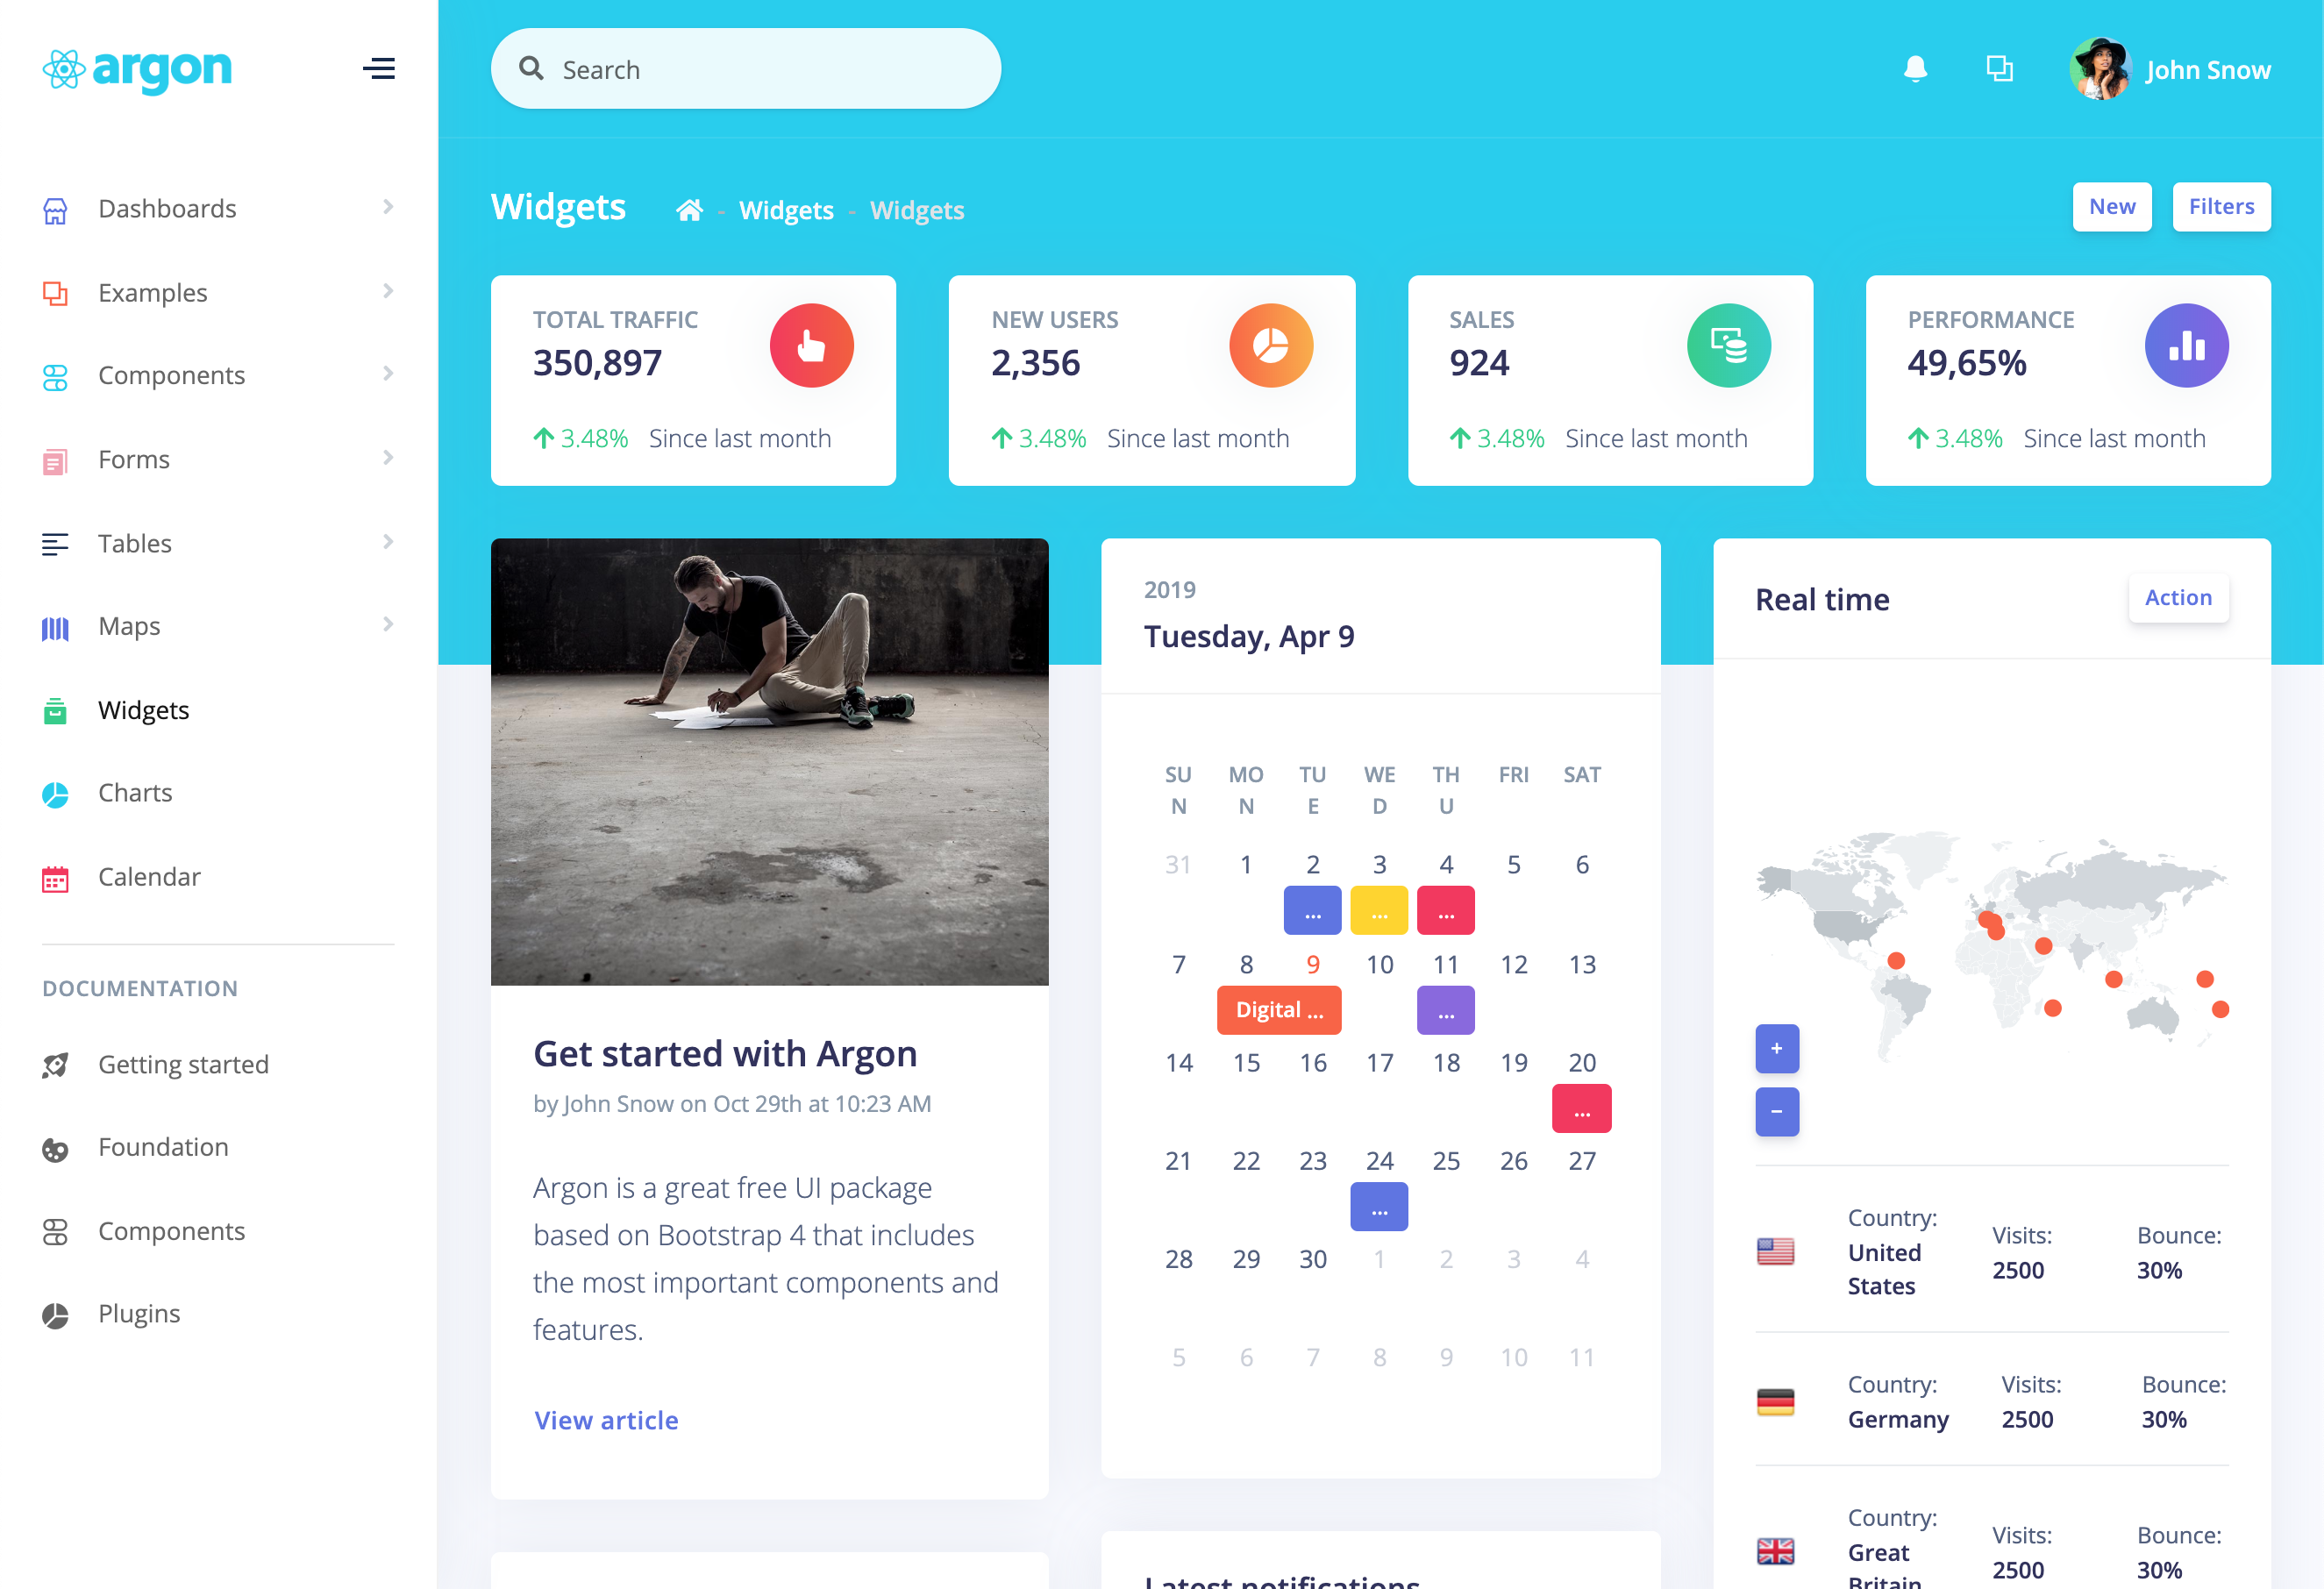 argon
Search
John Snow
Dashboards
Examples
Components
Forms
Tables
Maps
Widgets
Charts
Calendar
DOCUMENTATION
Getting started
Foundation
Components
Plugins
Widgets - Widgets - Widgets
New Filters
TOTAL TRAFFIC
350,897
3.48% Since last month
NEW USERS
2,356
3.48% Since last month
SALES
924
3.48% Since last month
PERFORMANCE
49,65%
3.48% Since last month
Get started with Argon
by John Snow on Oct 29th at 10:23 AM
Argon is a great free UI package
based on Bootstrap 4 that includes
the most important components and
features.
View article
2019
Tuesday, Apr 9
SU MO TU WE TH FRI SAT
N N E D U
31 1 2 3 4 5 6
... ... ...
7 8 9 10 11 12 13
Digital ... ...
14 15 16 17 18 19 20
...
21 22 23 24 25 26 27
...
28 29 30 1 2 3 4
5 6 7 8 9 10 11
Latest notifications
Real time
Action
+
−
Country: Visits: Bounce:
United 2500 30%
States
Country: Visits: Bounce:
Germany 2500 30%
Country: Visits: Bounce:
Great 2500 30%
Britain